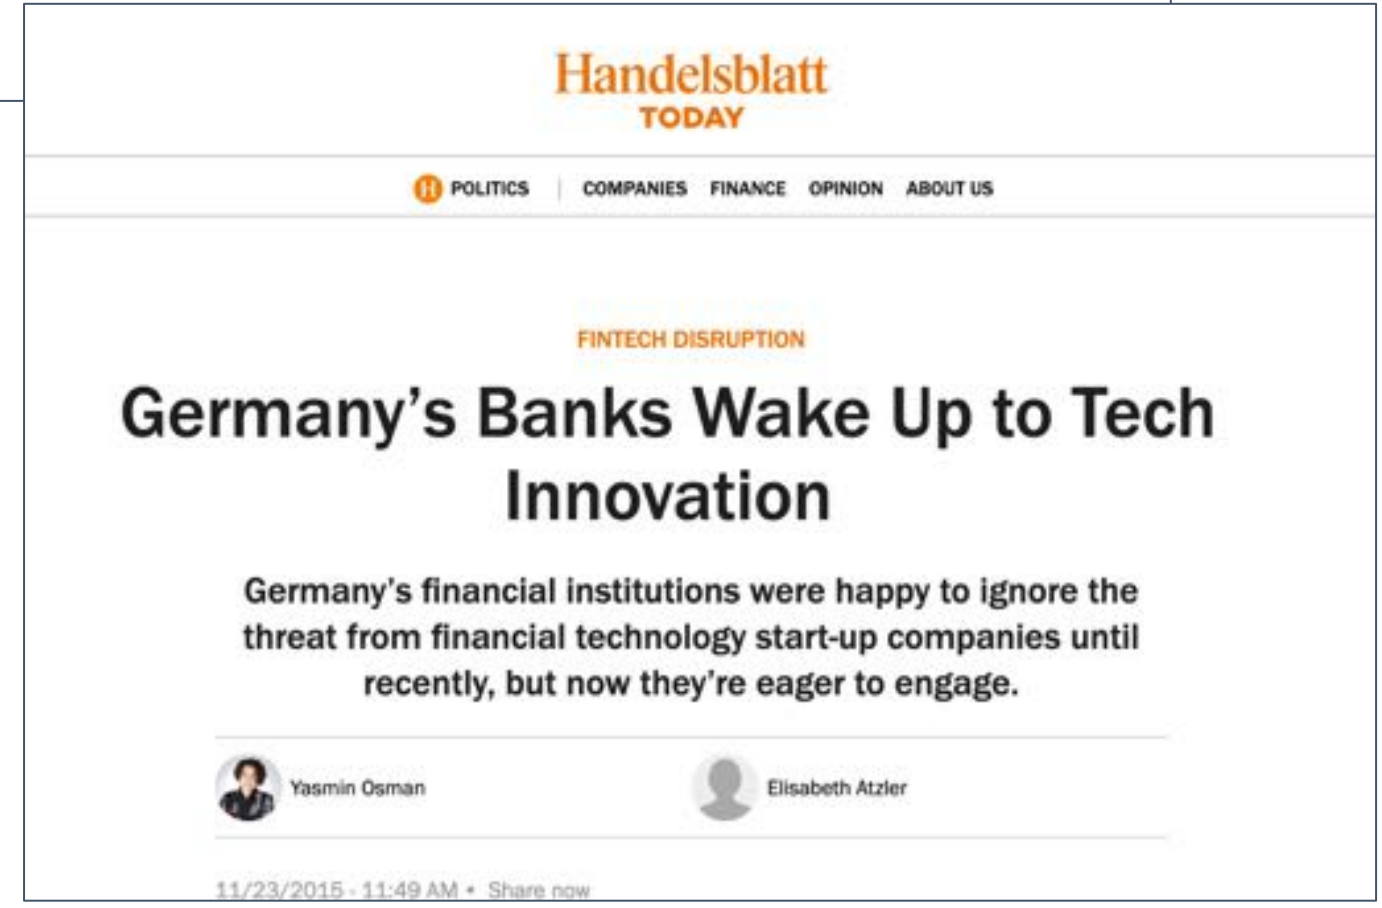 Handelsblatt
TODAY
H POLITICS | COMPANIES FINANCE OPINION ABOUT US
FINTECH DISRUPTION
Germany’s Banks Wake Up to Tech
Innovation
Germany’s financial institutions were happy to ignore the
threat from financial technology start-up companies until
recently, but now they’re eager to engage.
Yasmin Osman Elisabeth Atzler
11/23/2015 - 11:49 AM • Share now